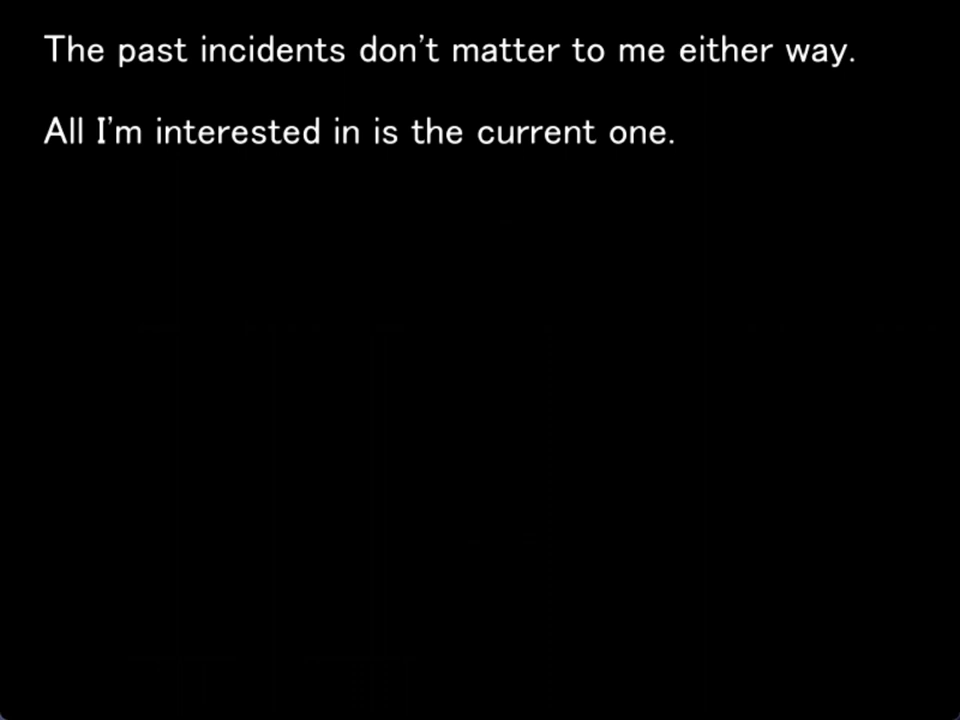 The past incidents don't matter to me either way.
All I'm interested in is the current one.